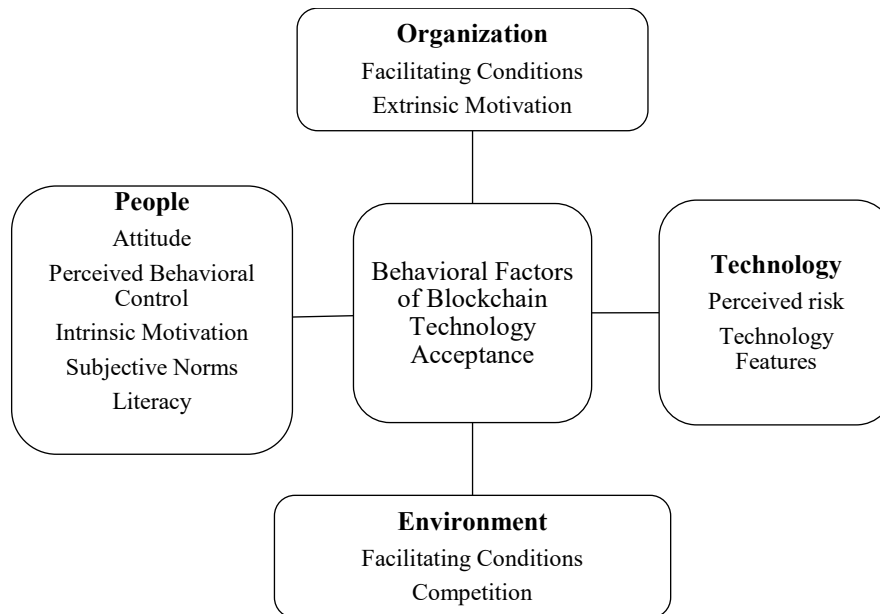 Organization
Facilitating Conditions
Extrinsic Motivation
People
Attitude
Perceived Behavioral
Control
Intrinsic Motivation
Subjective Norms
Literacy
Behavioral Factors
of Blockchain
Technology
Acceptance
Technology
Perceived risk
Technology
Features
Environment
Facilitating Conditions
Competition